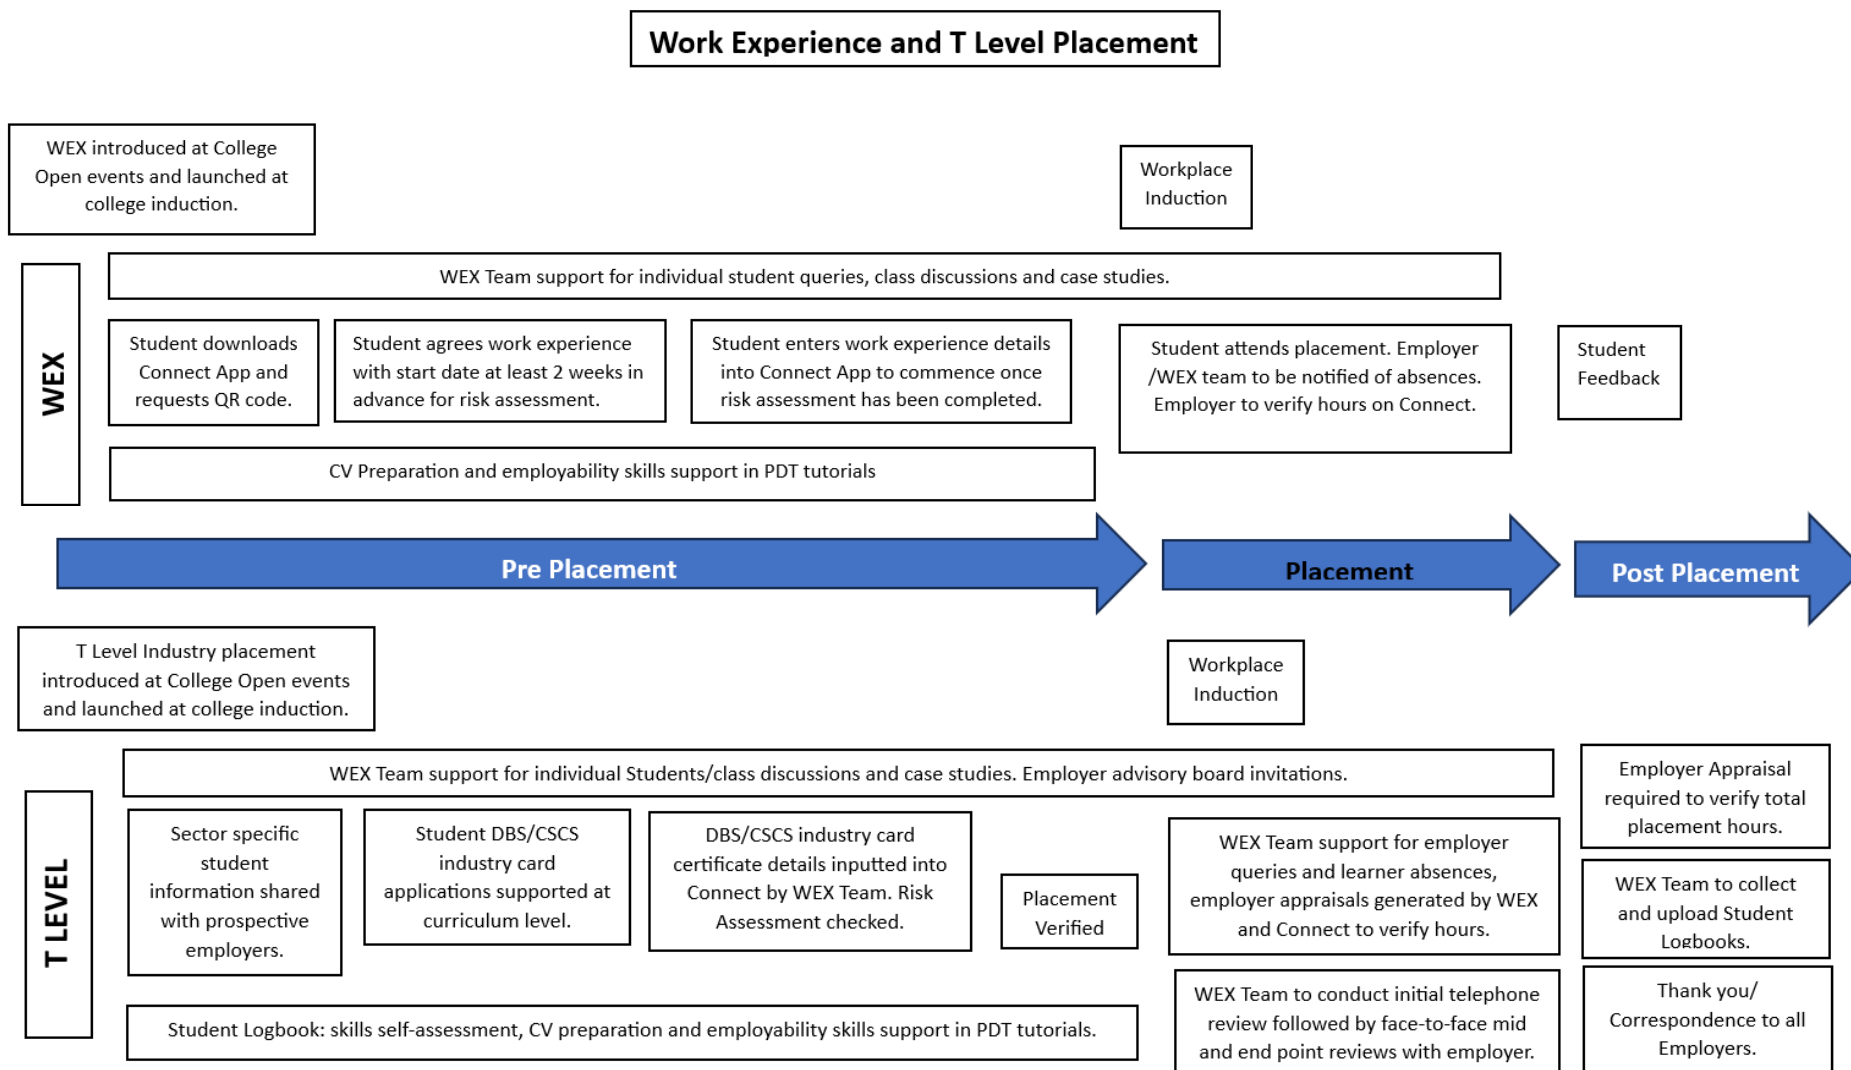 Work Experience and T Level Placement
WEX introduced at College
Open events and launched at
college induction.
Workplace
Induction
WEX
WEX Team support for individual student queries, class discussions and case studies.
Student downloads
Connect App and
requests QR code.
Student agrees work experience
with start date at least 2 weeks in
advance for risk assessment.
Student enters work experience details
into Connect App to commence once
risk assessment has been completed.
Student attends placement. Employer
/WEX team to be notified of absences.
Employer to verify hours on Connect.
Student
Feedback
CV Preparation and employability skills support in PDT tutorials
Pre Placement
Placement
Post Placement
T Level Industry placement
introduced at College Open events
and launched at college induction.
Workplace
Induction
T LEVEL
WEX Team support for individual Students/class discussions and case studies. Employer advisory board invitations.
Sector specific
student
information shared
with prospective
employers.
Student DBS/CSCS
industry card
applications supported at
curriculum level.
DBS/CSCS industry card
certificate details inputted into
Connect by WEX Team. Risk
Assessment checked.
Placement
Verified
WEX Team support for employer
queries and learner absences,
employer appraisals generated by WEX
and Connect to verify hours.
Employer Appraisal
required to verify total
placement hours.
WEX Team to collect
and upload Student
Logbooks.
Student Logbook: skills self-assessment, CV preparation and employability skills support in PDT tutorials.
WEX Team to conduct initial telephone
review followed by face-to-face mid
and end point reviews with employer.
Thank you/
Correspondence to all
Employers.